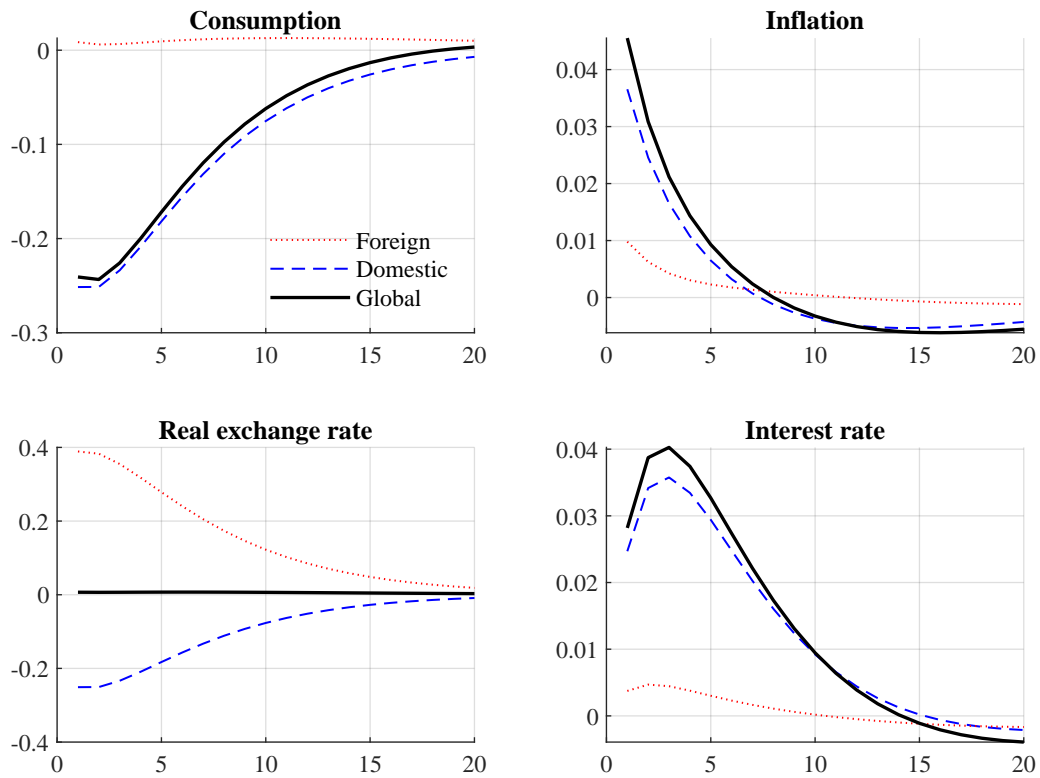 Consumption
0
-0.1
-0.2
-0.3
0 5 10 15 20
Foreign
Domestic
Global
Inflation
0.04
0.03
0.02
0.01
0
0 5 10 15 20
Real exchange rate
0.4
0.2
0
-0.2
-0.4
0 5 10 15 20
Interest rate
0.04
0.03
0.02
0.01
0
0 5 10 15 20